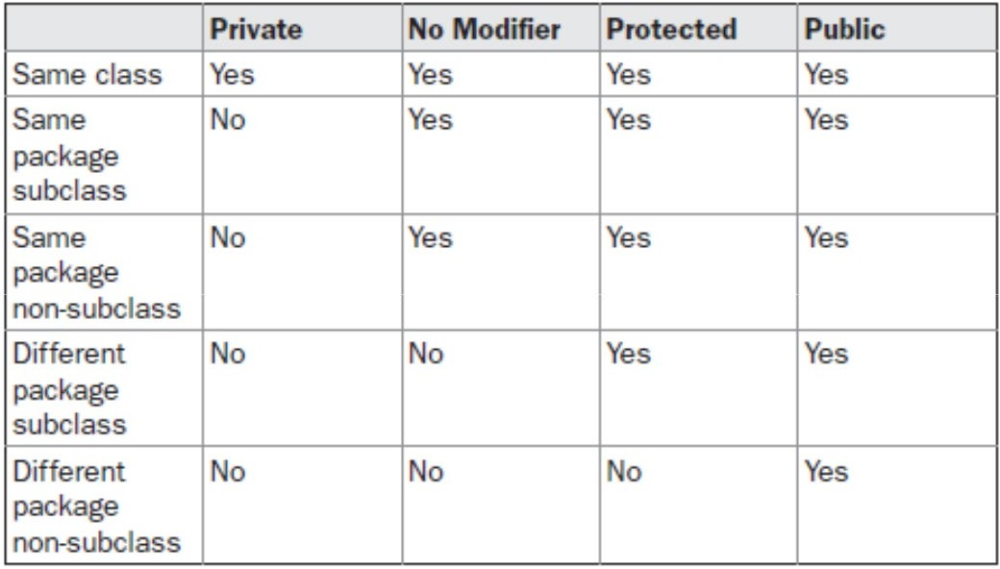 Private No Modifier Protected Public
Same class Yes Yes Yes Yes
Same No Yes Yes Yes
package
subclass
Same No Yes Yes Yes
package
non-subclass
Different No No Yes Yes
package
subclass
Different No No No Yes
package
non-subclass